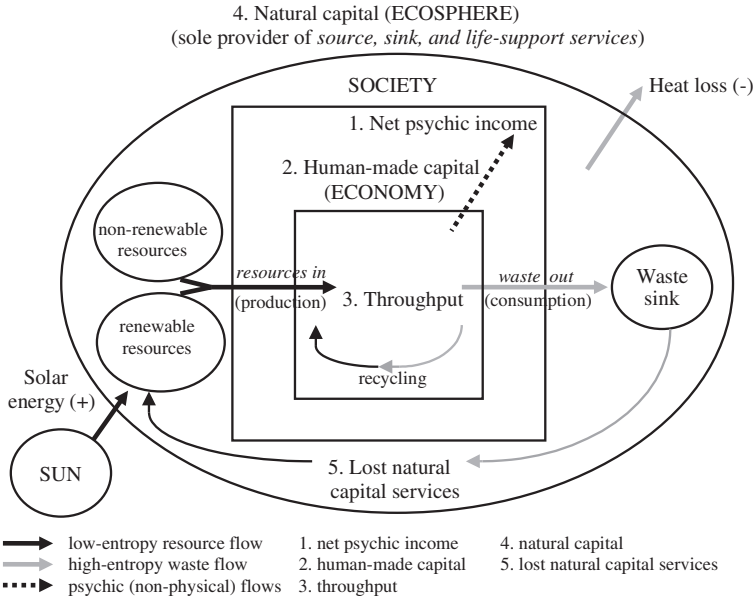 4. Natural capital (ECOSPHERE)
(sole provider of source, sink, and life-support services)
SOCIETY
Heat loss (-)
1. Net psychic income
2. Human-made capital
(ECONOMY)
non-renewable
resources
resources in
(production)
3. Throughput
waste out
(consumption)
Waste
sink
renewable
resources
recycling
Solar
energy (+)
SUN
5. Lost natural
capital services
low-entropy resource flow
high-entropy waste flow
psychic (non-physical) flows
1. net psychic income
2. human-made capital
3. throughput
4. natural capital
5. lost natural capital services